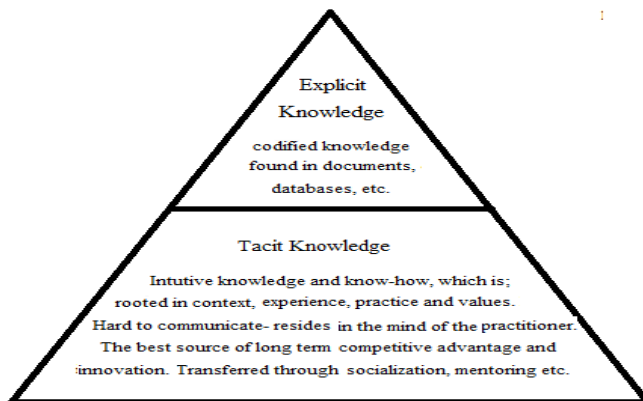 Explicit
Knowledge
codified knowledge
found in documents,
databases, etc.
Tacit Knowledge
Intutive knowledge and know-how, which is;
rooted in context, experience, practice and values.
Hard to communicate- resides in the mind of the practitioner.
The best source of long term competitive advantage and
innovation. Transferred through socialization, mentoring etc.